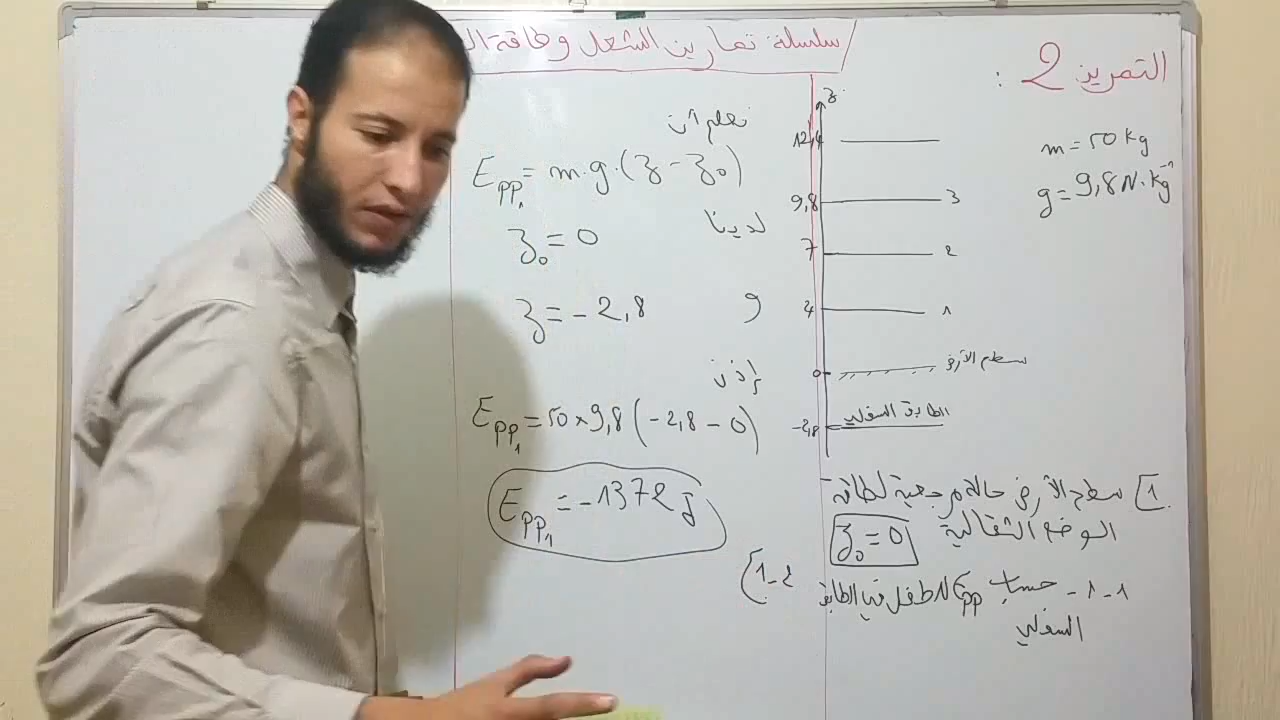 سلسلة تمارين الشغل و طاقة ال
التمرين 2 :
m = 50 Kg
g = 9,8 N.Kg⁻¹
z
12,4
9,8 3
7 2
4 1
0 سطح الأرض
الطابق السفلي
-2,8
1] سطح الأرض حالة مرجعية لطاقة
الوضع الثقالية z₀ = 0
1-1- حساب Epp للطفل في الطابق
السفلي
نعلم أن
Epp₁ = m.g.(z - z₀)
لدينا
z₀ = 0
و z = -2,8
إذن
Epp₁ = 50 × 9,8 (-2,8 - 0)
Epp₁ = -1372 J
1-2)